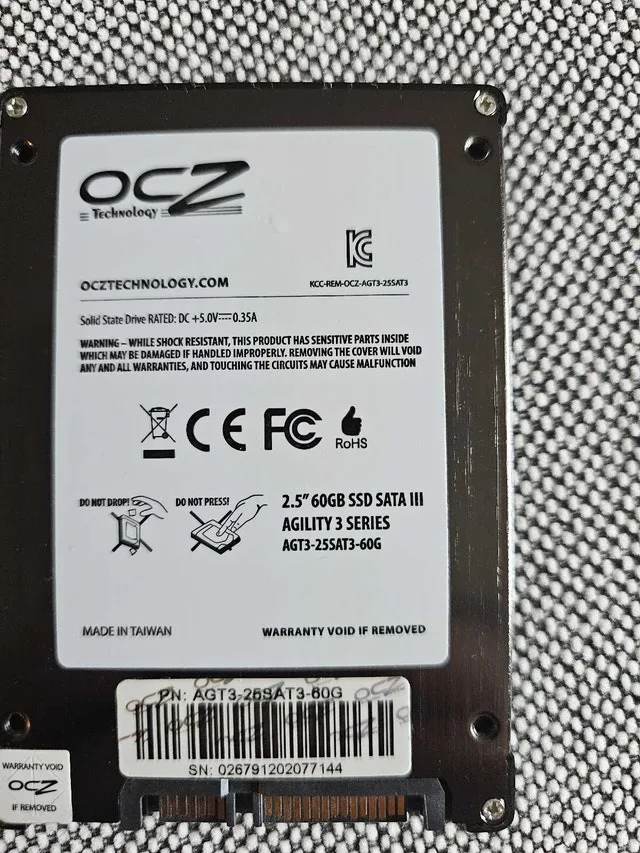 OCZ
Technology
OCZTECHNOLOGY.COM
KCC-REM-OCZ-AGT3-25SAT3
Solid State Drive RATED: DC +5.0V⎓0.35A
WARNING – WHILE SHOCK RESISTANT, THIS PRODUCT HAS SENSITIVE PARTS INSIDE
WHICH MAY BE DAMAGED IF HANDLED IMPROPERLY. REMOVING THE COVER WILL VOID
ANY AND ALL WARRANTIES, AND TOUCHING THE CIRCUITS MAY CAUSE MALFUNCTION
CE FC RoHS
DO NOT DROP! DO NOT PRESS!
2.5" 60GB SSD SATA III
AGILITY 3 SERIES
AGT3-25SAT3-60G
MADE IN TAIWAN WARRANTY VOID IF REMOVED
PN: AGT3-25SAT3-60G
SN: 026791202077144
WARRANTY VOID
OCZ
IF REMOVED